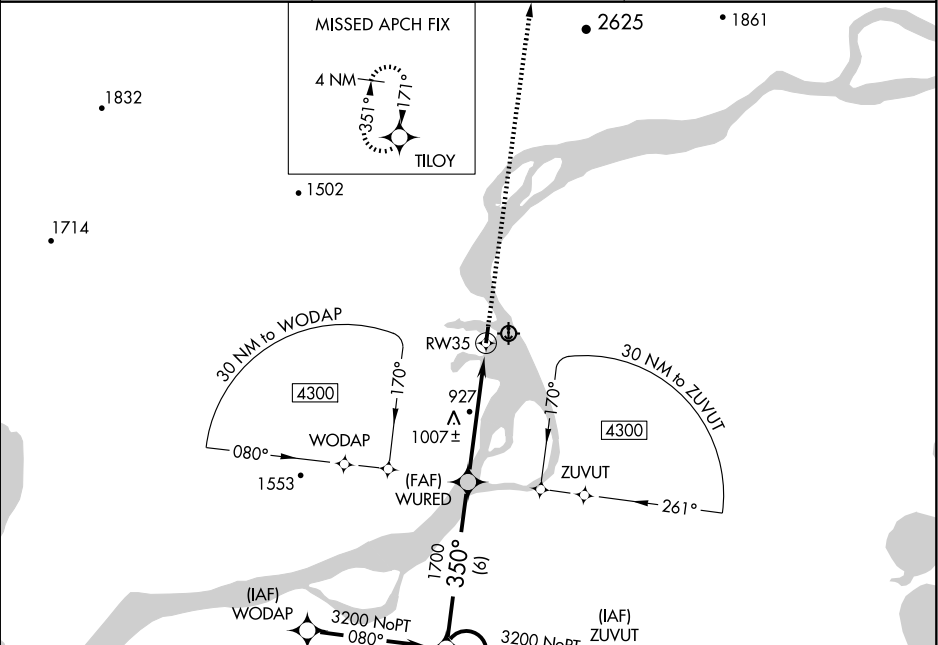 MISSED APCH FIX
4 NM
351°
171°
TILOY
2625
1861
1832
1502
1714
30 NM to WODAP
4300
170°
080°
WODAP
1553
RW35
927
1007±
(FAF)
WURED
30 NM to ZUVUT
4300
170°
ZUVUT
261°
1700
350°
(6)
(IAF)
WODAP
3200 NoPT
080°
3200 NoPT
(IAF)
ZUVUT